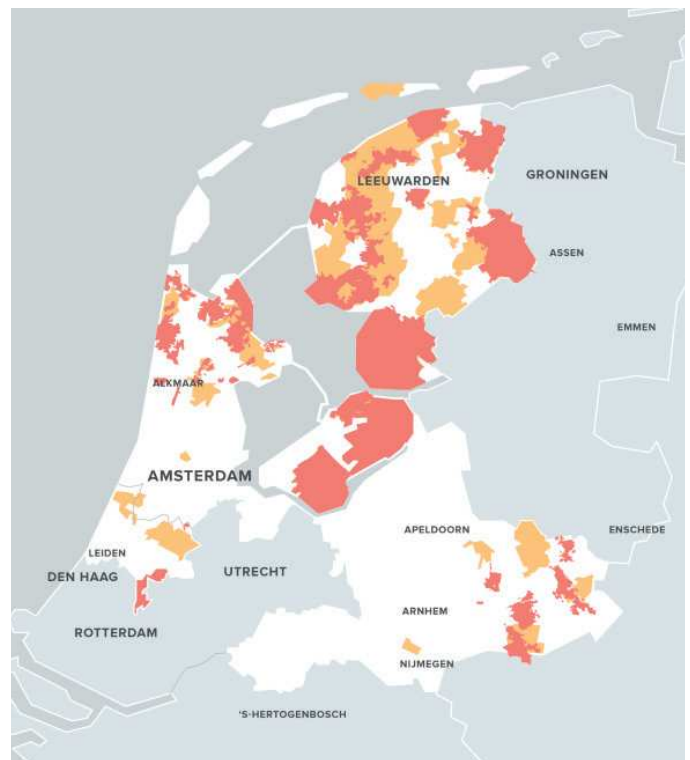 LEEUWARDEN
GRONINGEN
ASSEN
EMMEN
ALKMAAR
AMSTERDAM
APELDOORN
ENSCHEDE
LEIDEN
DEN HAAG
UTRECHT
ARNHEM
ROTTERDAM
NIJMEGEN
'S-HERTOGENBOSCH